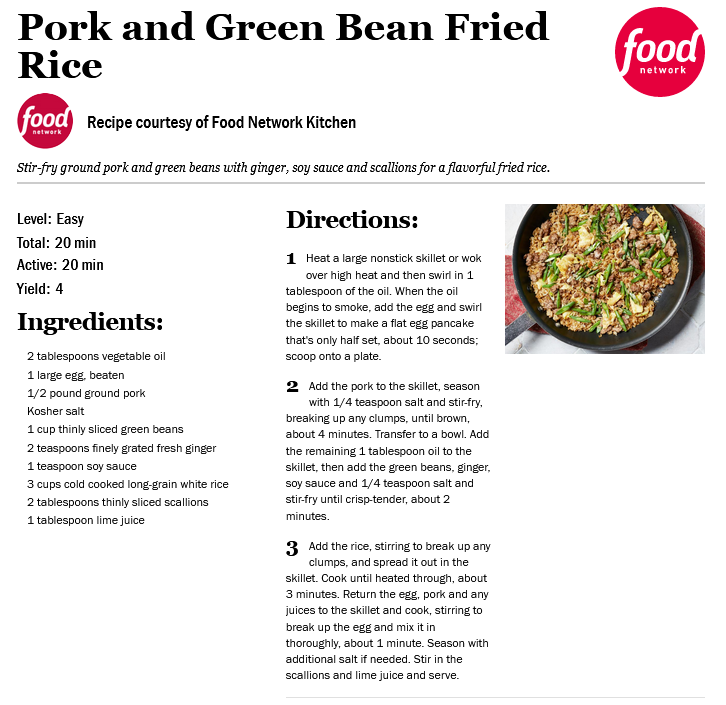 Pork and Green Bean Fried
Rice
food
network
food
network
Recipe courtesy of Food Network Kitchen
Stir-fry ground pork and green beans with ginger, soy sauce and scallions for a flavorful fried rice.
Level: Easy
Total: 20 min
Active: 20 min
Yield: 4
Ingredients:
2 tablespoons vegetable oil
1 large egg, beaten
1/2 pound ground pork
Kosher salt
1 cup thinly sliced green beans
2 teaspoons finely grated fresh ginger
1 teaspoon soy sauce
3 cups cold cooked long-grain white rice
2 tablespoons thinly sliced scallions
1 tablespoon lime juice
Directions:
1 Heat a large nonstick skillet or wok
over high heat and then swirl in 1
tablespoon of the oil. When the oil
begins to smoke, add the egg and swirl
the skillet to make a flat egg pancake
that's only half set, about 10 seconds;
scoop onto a plate.
2 Add the pork to the skillet, season
with 1/4 teaspoon salt and stir-fry,
breaking up any clumps, until brown,
about 4 minutes. Transfer to a bowl. Add
the remaining 1 tablespoon oil to the
skillet, then add the green beans, ginger,
soy sauce and 1/4 teaspoon salt and
stir-fry until crisp-tender, about 2
minutes.
3 Add the rice, stirring to break up any
clumps, and spread it out in the
skillet. Cook until heated through, about
3 minutes. Return the egg, pork and any
juices to the skillet and cook, stirring to
break up the egg and mix it in
thoroughly, about 1 minute. Season with
additional salt if needed. Stir in the
scallions and lime juice and serve.